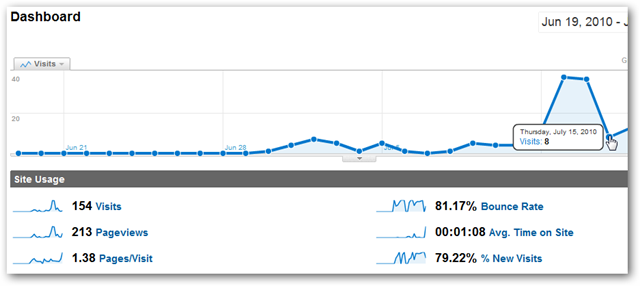 Dashboard
Jun 19, 2010 -
Visits
40
20
Jun 21
Jun 28
Thursday, July 15, 2010
Visits: 8
Site Usage
154 Visits
81.17% Bounce Rate
213 Pageviews
00:01:08 Avg. Time on Site
1.38 Pages/Visit
79.22% % New Visits